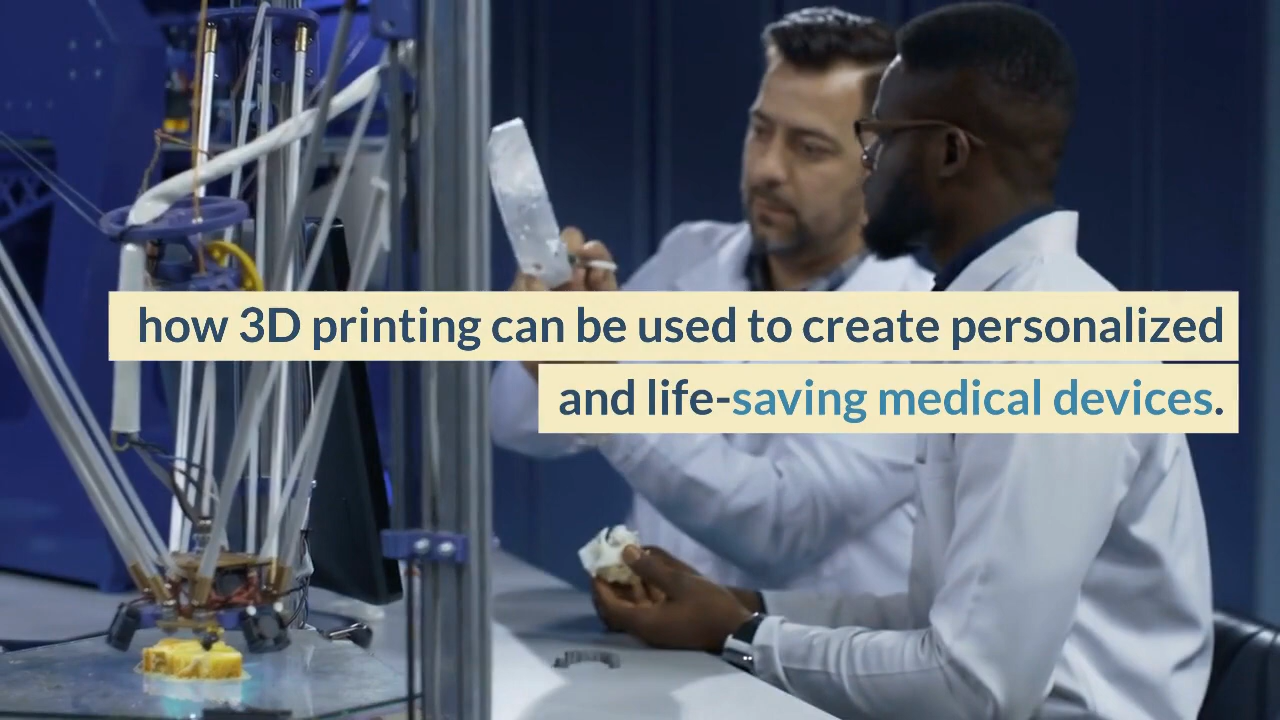 how 3D printing can be used to create personalized
and life-saving medical devices.